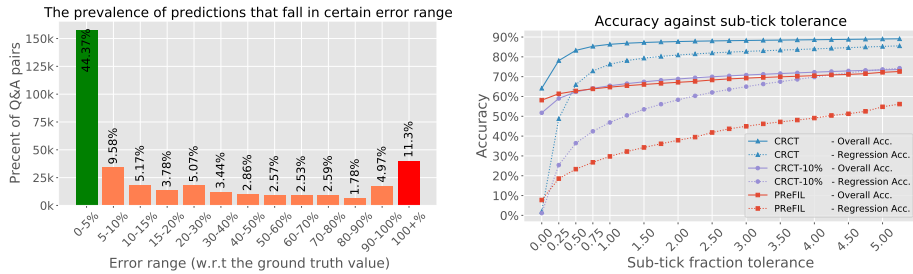 The prevalence of predictions that fall in certain error range
Precent of Q&A pairs
150k
125k
100k
75k
50k
25k
0k
44.37%
9.58%
5.17%
3.78%
5.07%
3.44%
2.86%
2.57%
2.53%
2.59%
1.78%
4.97%
11.3%
0-5%
5-10%
10-15%
15-20%
20-30%
30-40%
40-50%
50-60%
60-70%
70-80%
80-90%
90-100%
100+%
Error range (w.r.t the ground truth value)
Accuracy against sub-tick tolerance
Accuracy
90%
80%
70%
60%
50%
40%
30%
20%
10%
0%
CRCT - Overall Acc.
CRCT - Regression Acc.
CRCT-10% - Overall Acc.
CRCT-10% - Regression Acc.
PReFIL - Overall Acc.
PReFIL - Regression Acc.
0.00
0.25
0.50
0.75
1.00
1.50
2.00
2.50
3.00
3.50
4.00
4.50
5.00
Sub-tick fraction tolerance